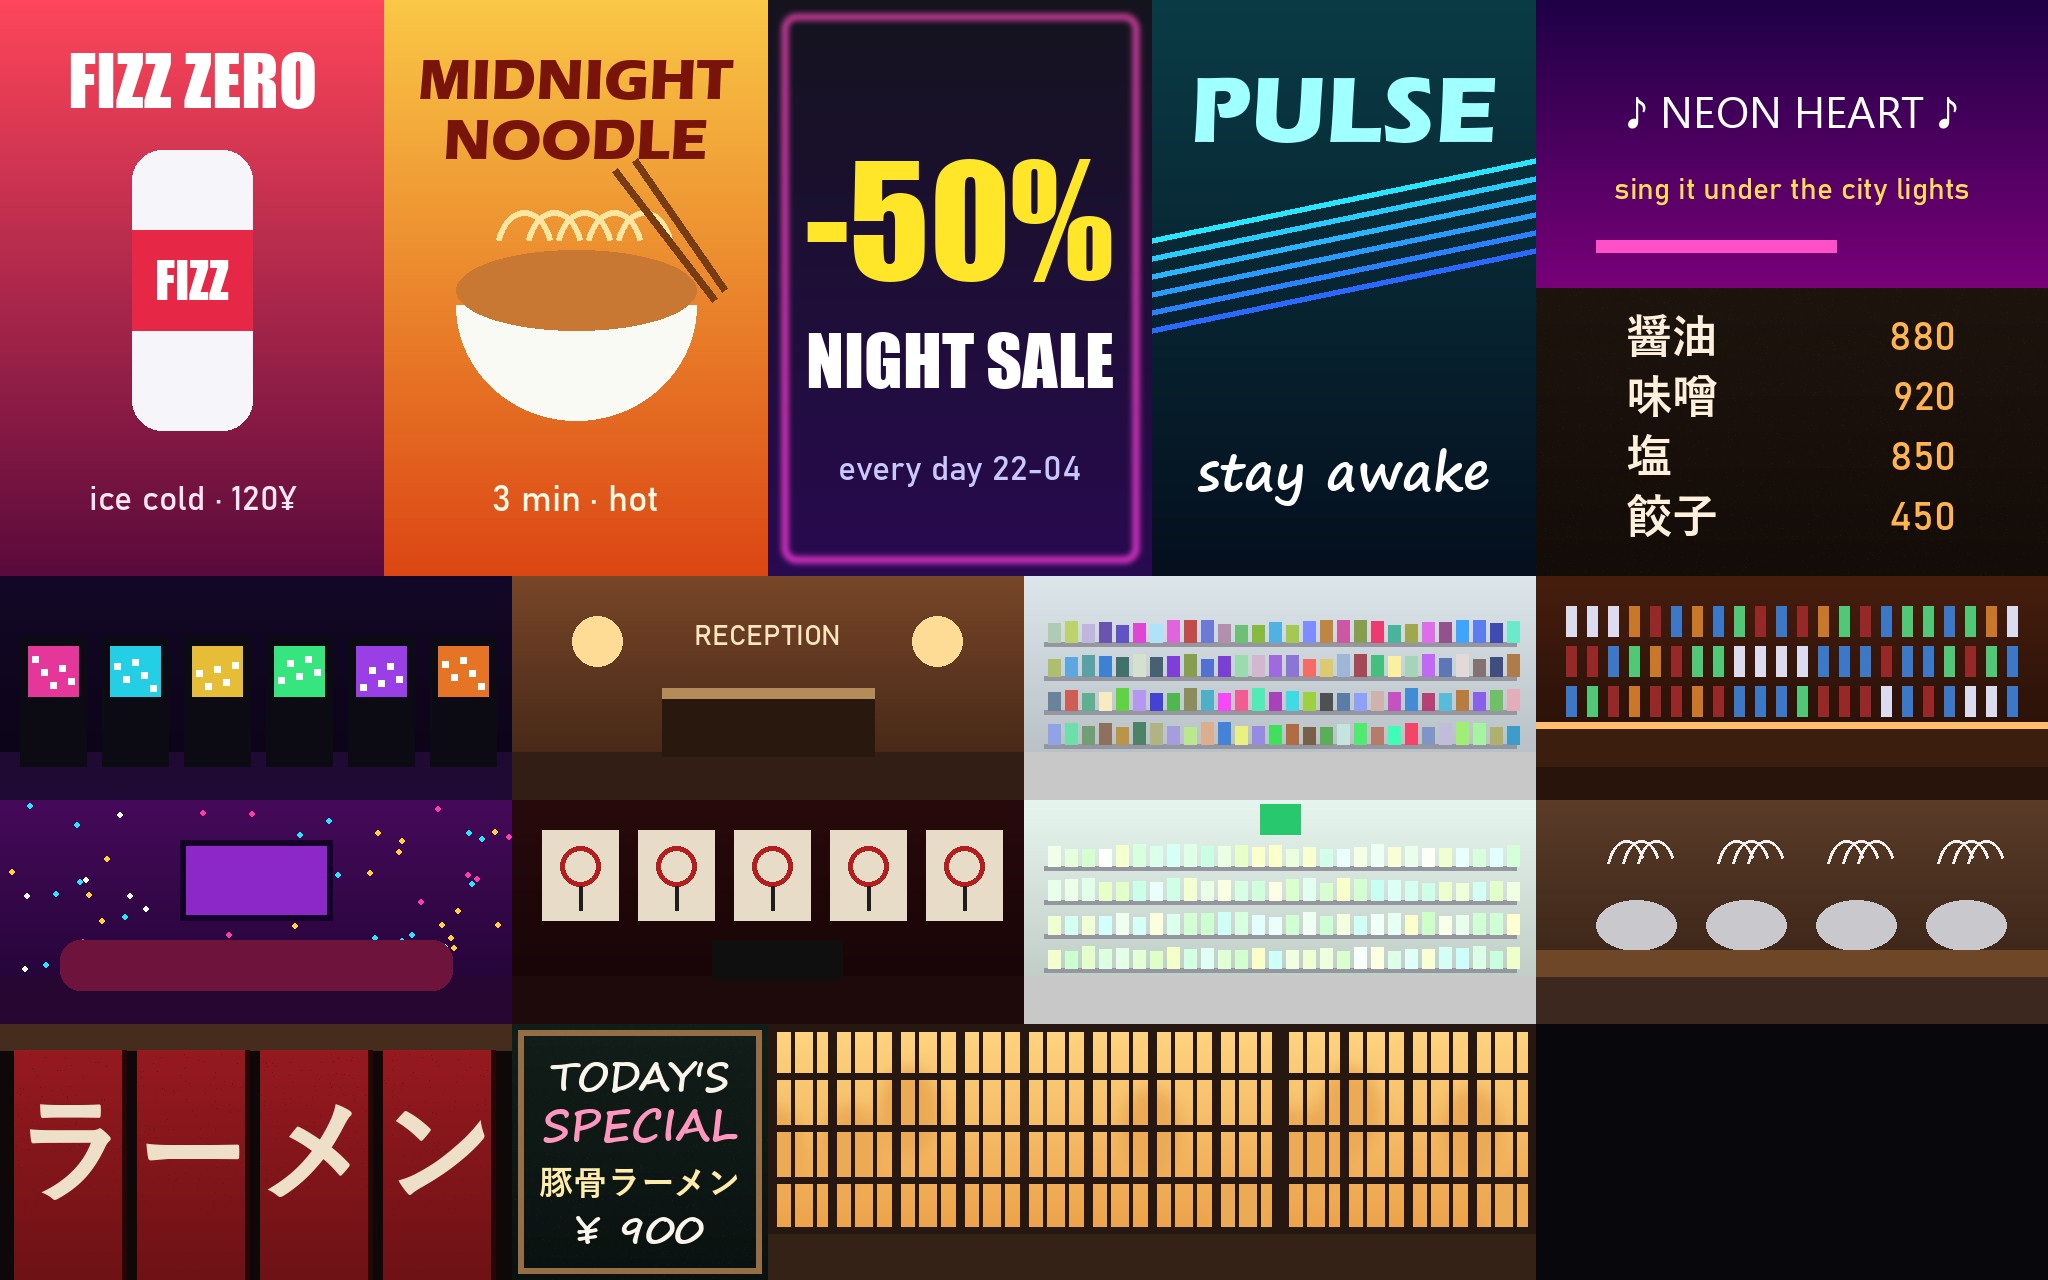 FIZZ ZERO
FIZZ
ice cold · 120¥
MIDNIGHT
NOODLE
3 min · hot
-50%
NIGHT SALE
every day 22-04
PULSE
stay awake
♪ NEON HEART ♪
sing it under the city lights
醤油 880
味噌 920
塩 850
餃子 450
RECEPTION
ラーメン
TODAY'S
SPECIAL
豚骨ラーメン
¥ 900